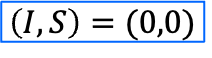 (I, S) = (0,0)